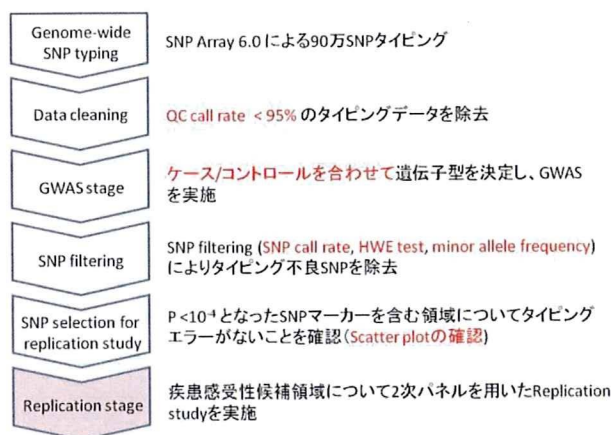 Genome-wide
SNP typing
SNP Array 6.0 による90万SNPタイピング
Data cleaning
QC call rate < 95% のタイピングデータを除去
GWAS stage
ケース/コントロールを合わせて遺伝子型を決定し、GWAS
を実施
SNP filtering
SNP filtering (SNP call rate, HWE test, minor allele frequency)
によりタイピング不良SNPを除去
SNP selection for
replication study
P <10⁻⁴ となったSNPマーカーを含む領域についてタイピング
エラーがないことを確認(Scatter plotの確認)
Replication stage
疾患感受性候補領域について2次パネルを用いたReplication
studyを実施